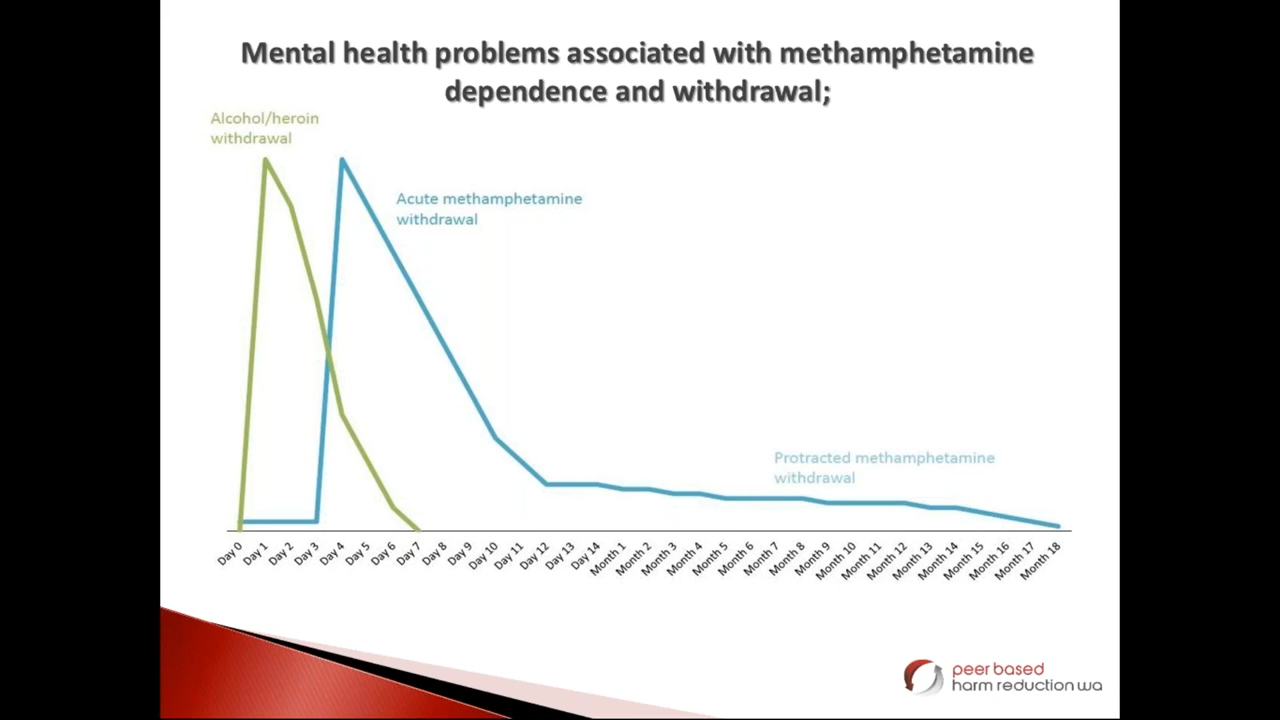 Mental health problems associated with methamphetamine
dependence and withdrawal;
Alcohol/heroin
withdrawal
Acute methamphetamine
withdrawal
Protracted methamphetamine
withdrawal
Day 0
Day 1
Day 2
Day 3
Day 4
Day 5
Day 6
Day 7
Day 8
Day 9
Day 10
Day 11
Day 12
Day 13
Day 14
Month 1
Month 2
Month 3
Month 4
Month 5
Month 6
Month 7
Month 8
Month 9
Month 10
Month 11
Month 12
Month 13
Month 14
Month 15
Month 16
Month 17
Month 18
peer based
harm reduction wa